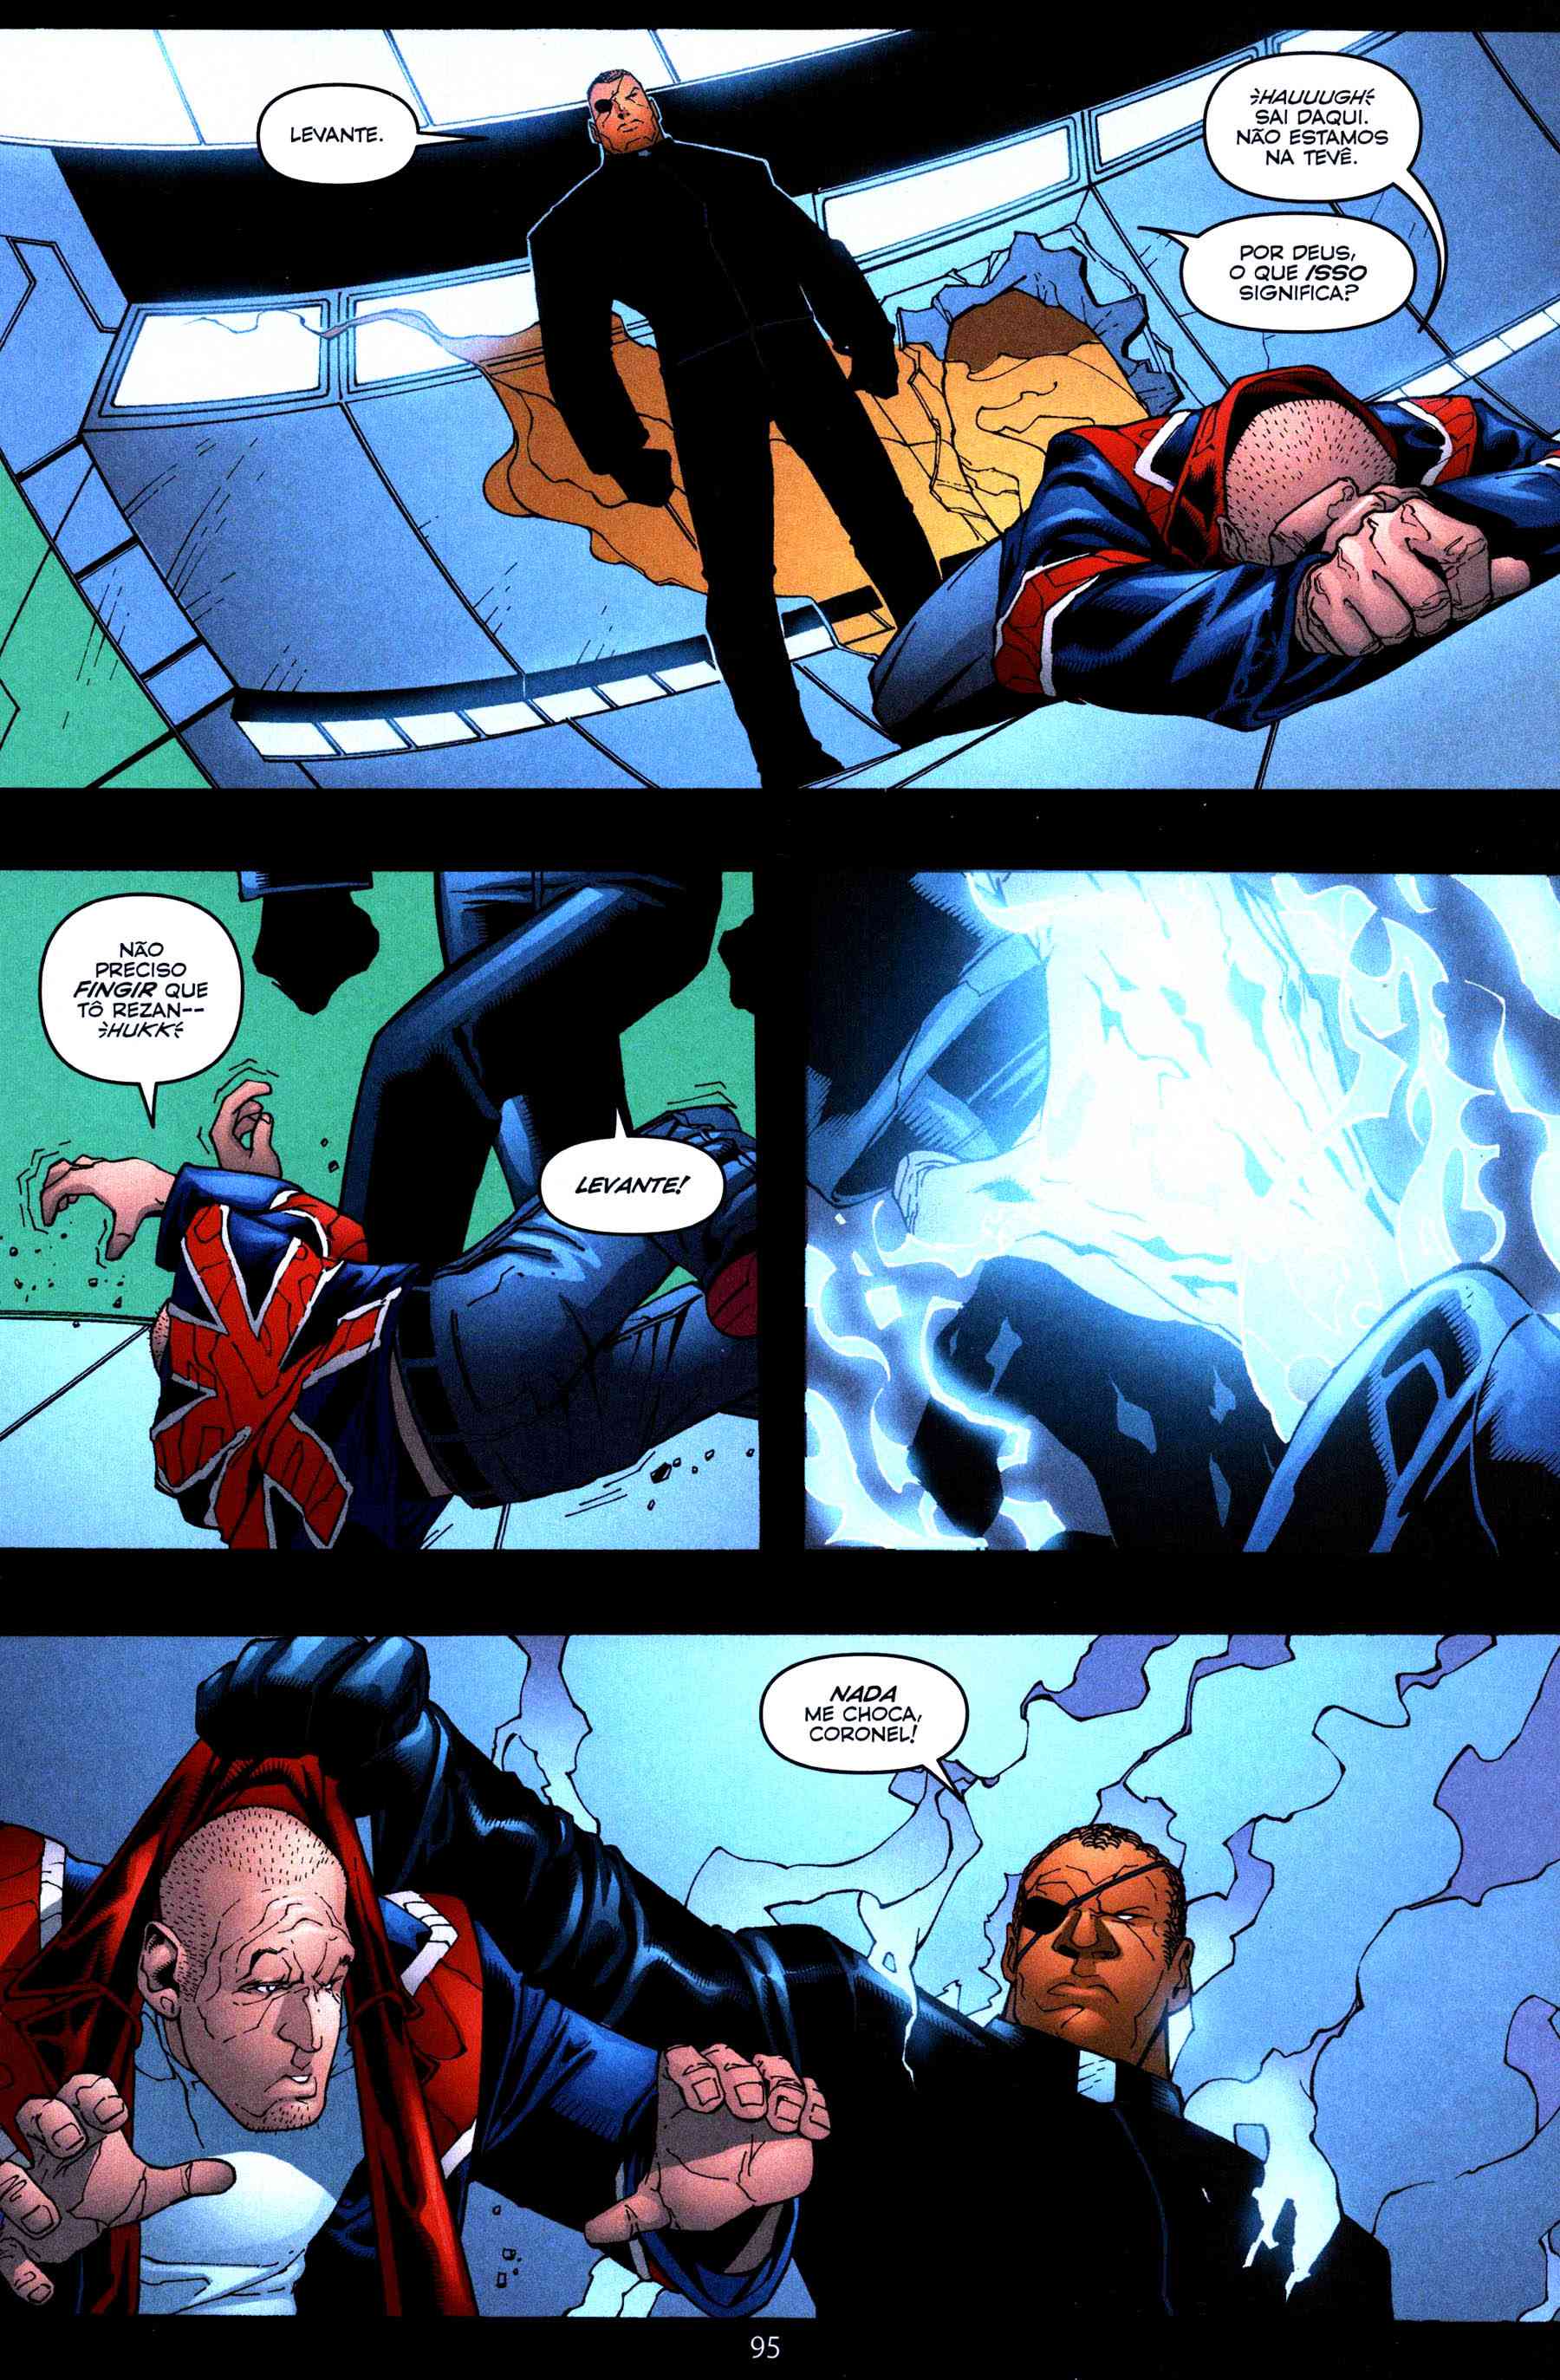 LEVANTE.
HAUUUGH
SAI DAQUI.
NÃO ESTAMOS
NA TEVÊ.
POR DEUS,
O QUE ISSO
SIGNIFICA?
NÃO
PRECISO
FINGIR QUE
TÔ REZAN--
HUKK
LEVANTE!
NADA
ME CHOCA,
CORONEL!
95